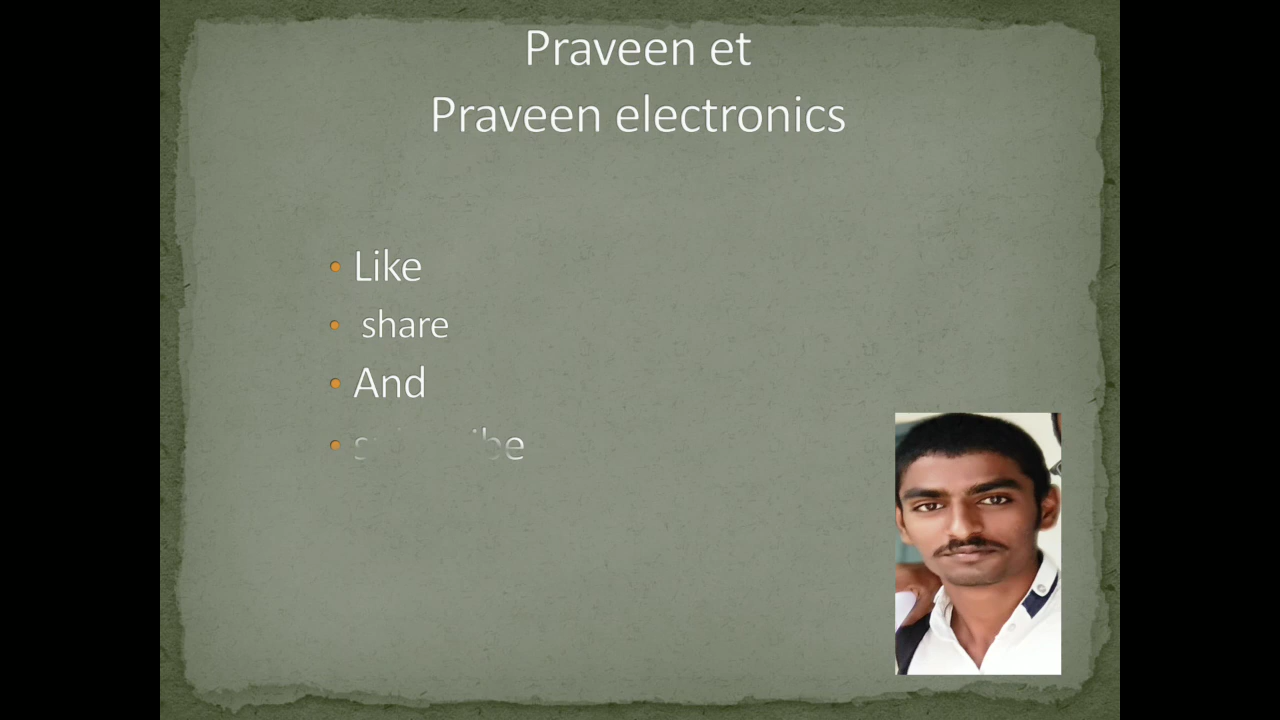 Praveen et
Praveen electronics
Like
share
And